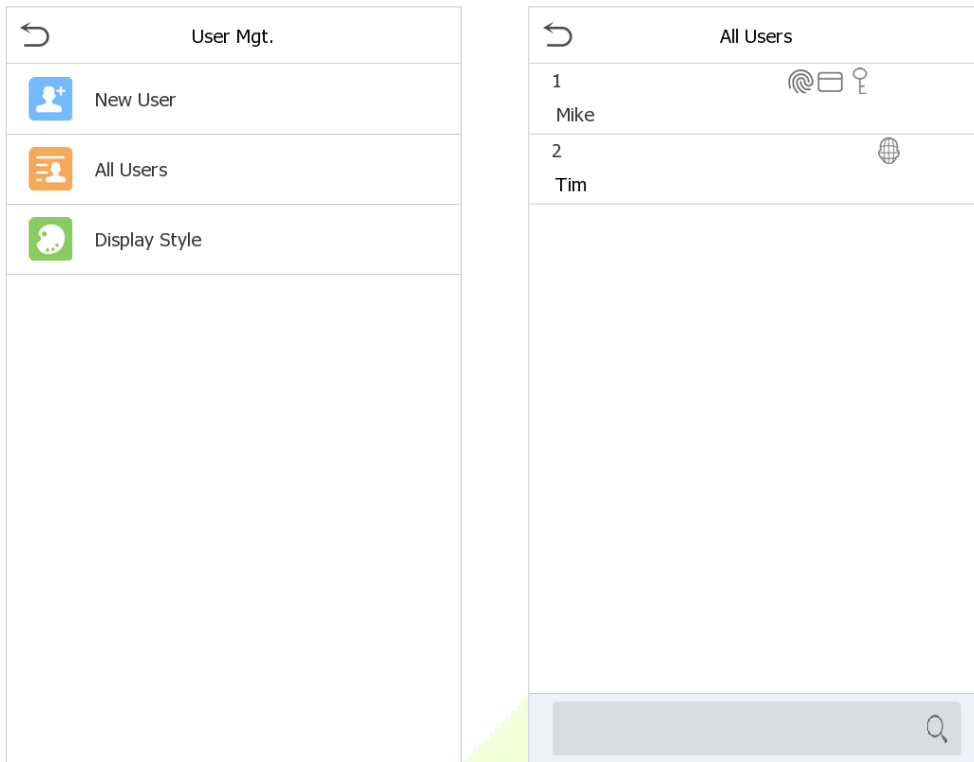 User Mgt.
New User
All Users
Display Style
All Users
1
Mike
2
Tim